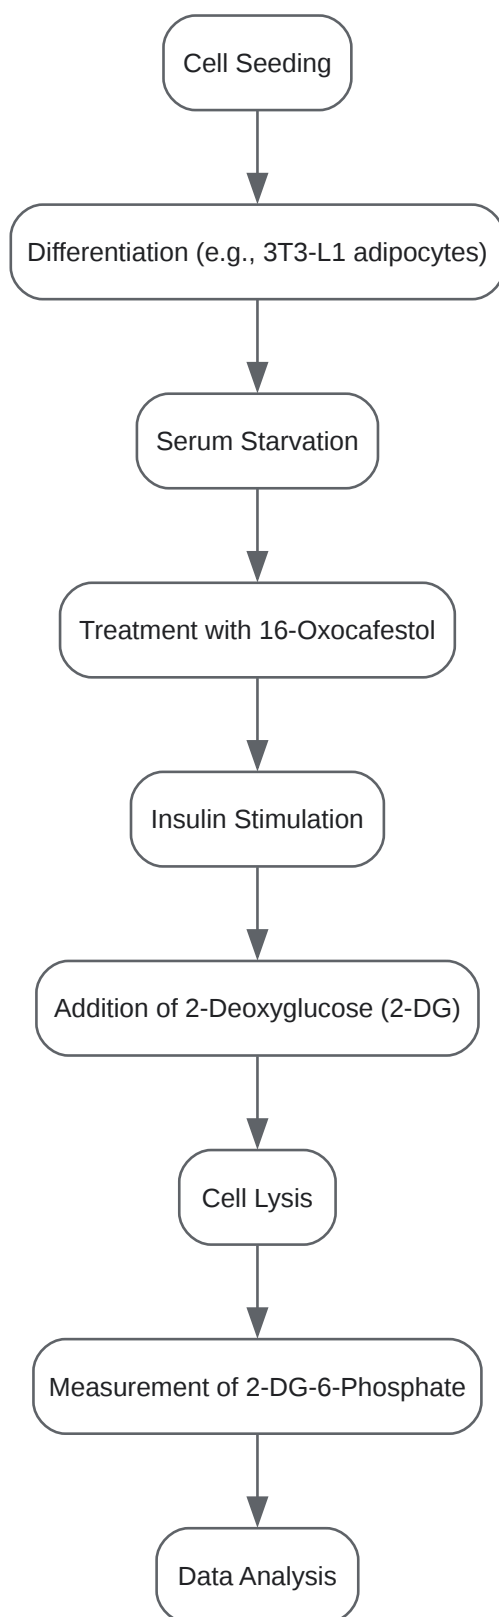 Cell Seeding
Differentiation (e.g., 3T3-L1 adipocytes)
Serum Starvation
Treatment with 16-Oxocafestol
Insulin Stimulation
Addition of 2-Deoxyglucose (2-DG)
Cell Lysis
Measurement of 2-DG-6-Phosphate
Data Analysis